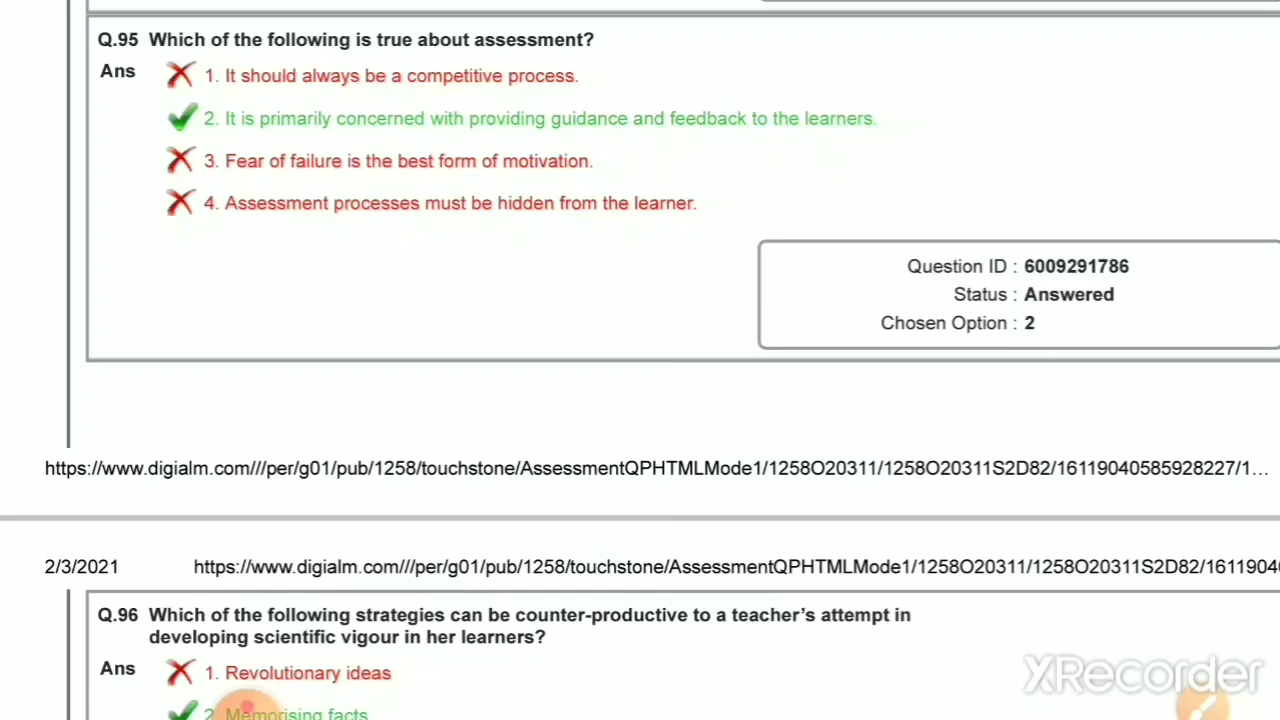 Q.95 Which of the following is true about assessment?
Ans 1. It should always be a competitive process.
2. It is primarily concerned with providing guidance and feedback to the learners.
3. Fear of failure is the best form of motivation.
4. Assessment processes must be hidden from the learner.
Question ID : 6009291786
Status : Answered
Chosen Option : 2
https://www.digialm.com///per/g01/pub/1258/touchstone/AssessmentQPHTMLMode1/1258O20311/1258O20311S2D82/16119040585928227/1...
2/3/2021 https://www.digialm.com///per/g01/pub/1258/touchstone/AssessmentQPHTMLMode1/1258O20311/1258O20311S2D82/1611904
Q.96 Which of the following strategies can be counter-productive to a teacher's attempt in
developing scientific vigour in her learners?
Ans 1. Revolutionary ideas
2. Memorising facts
XRecorder